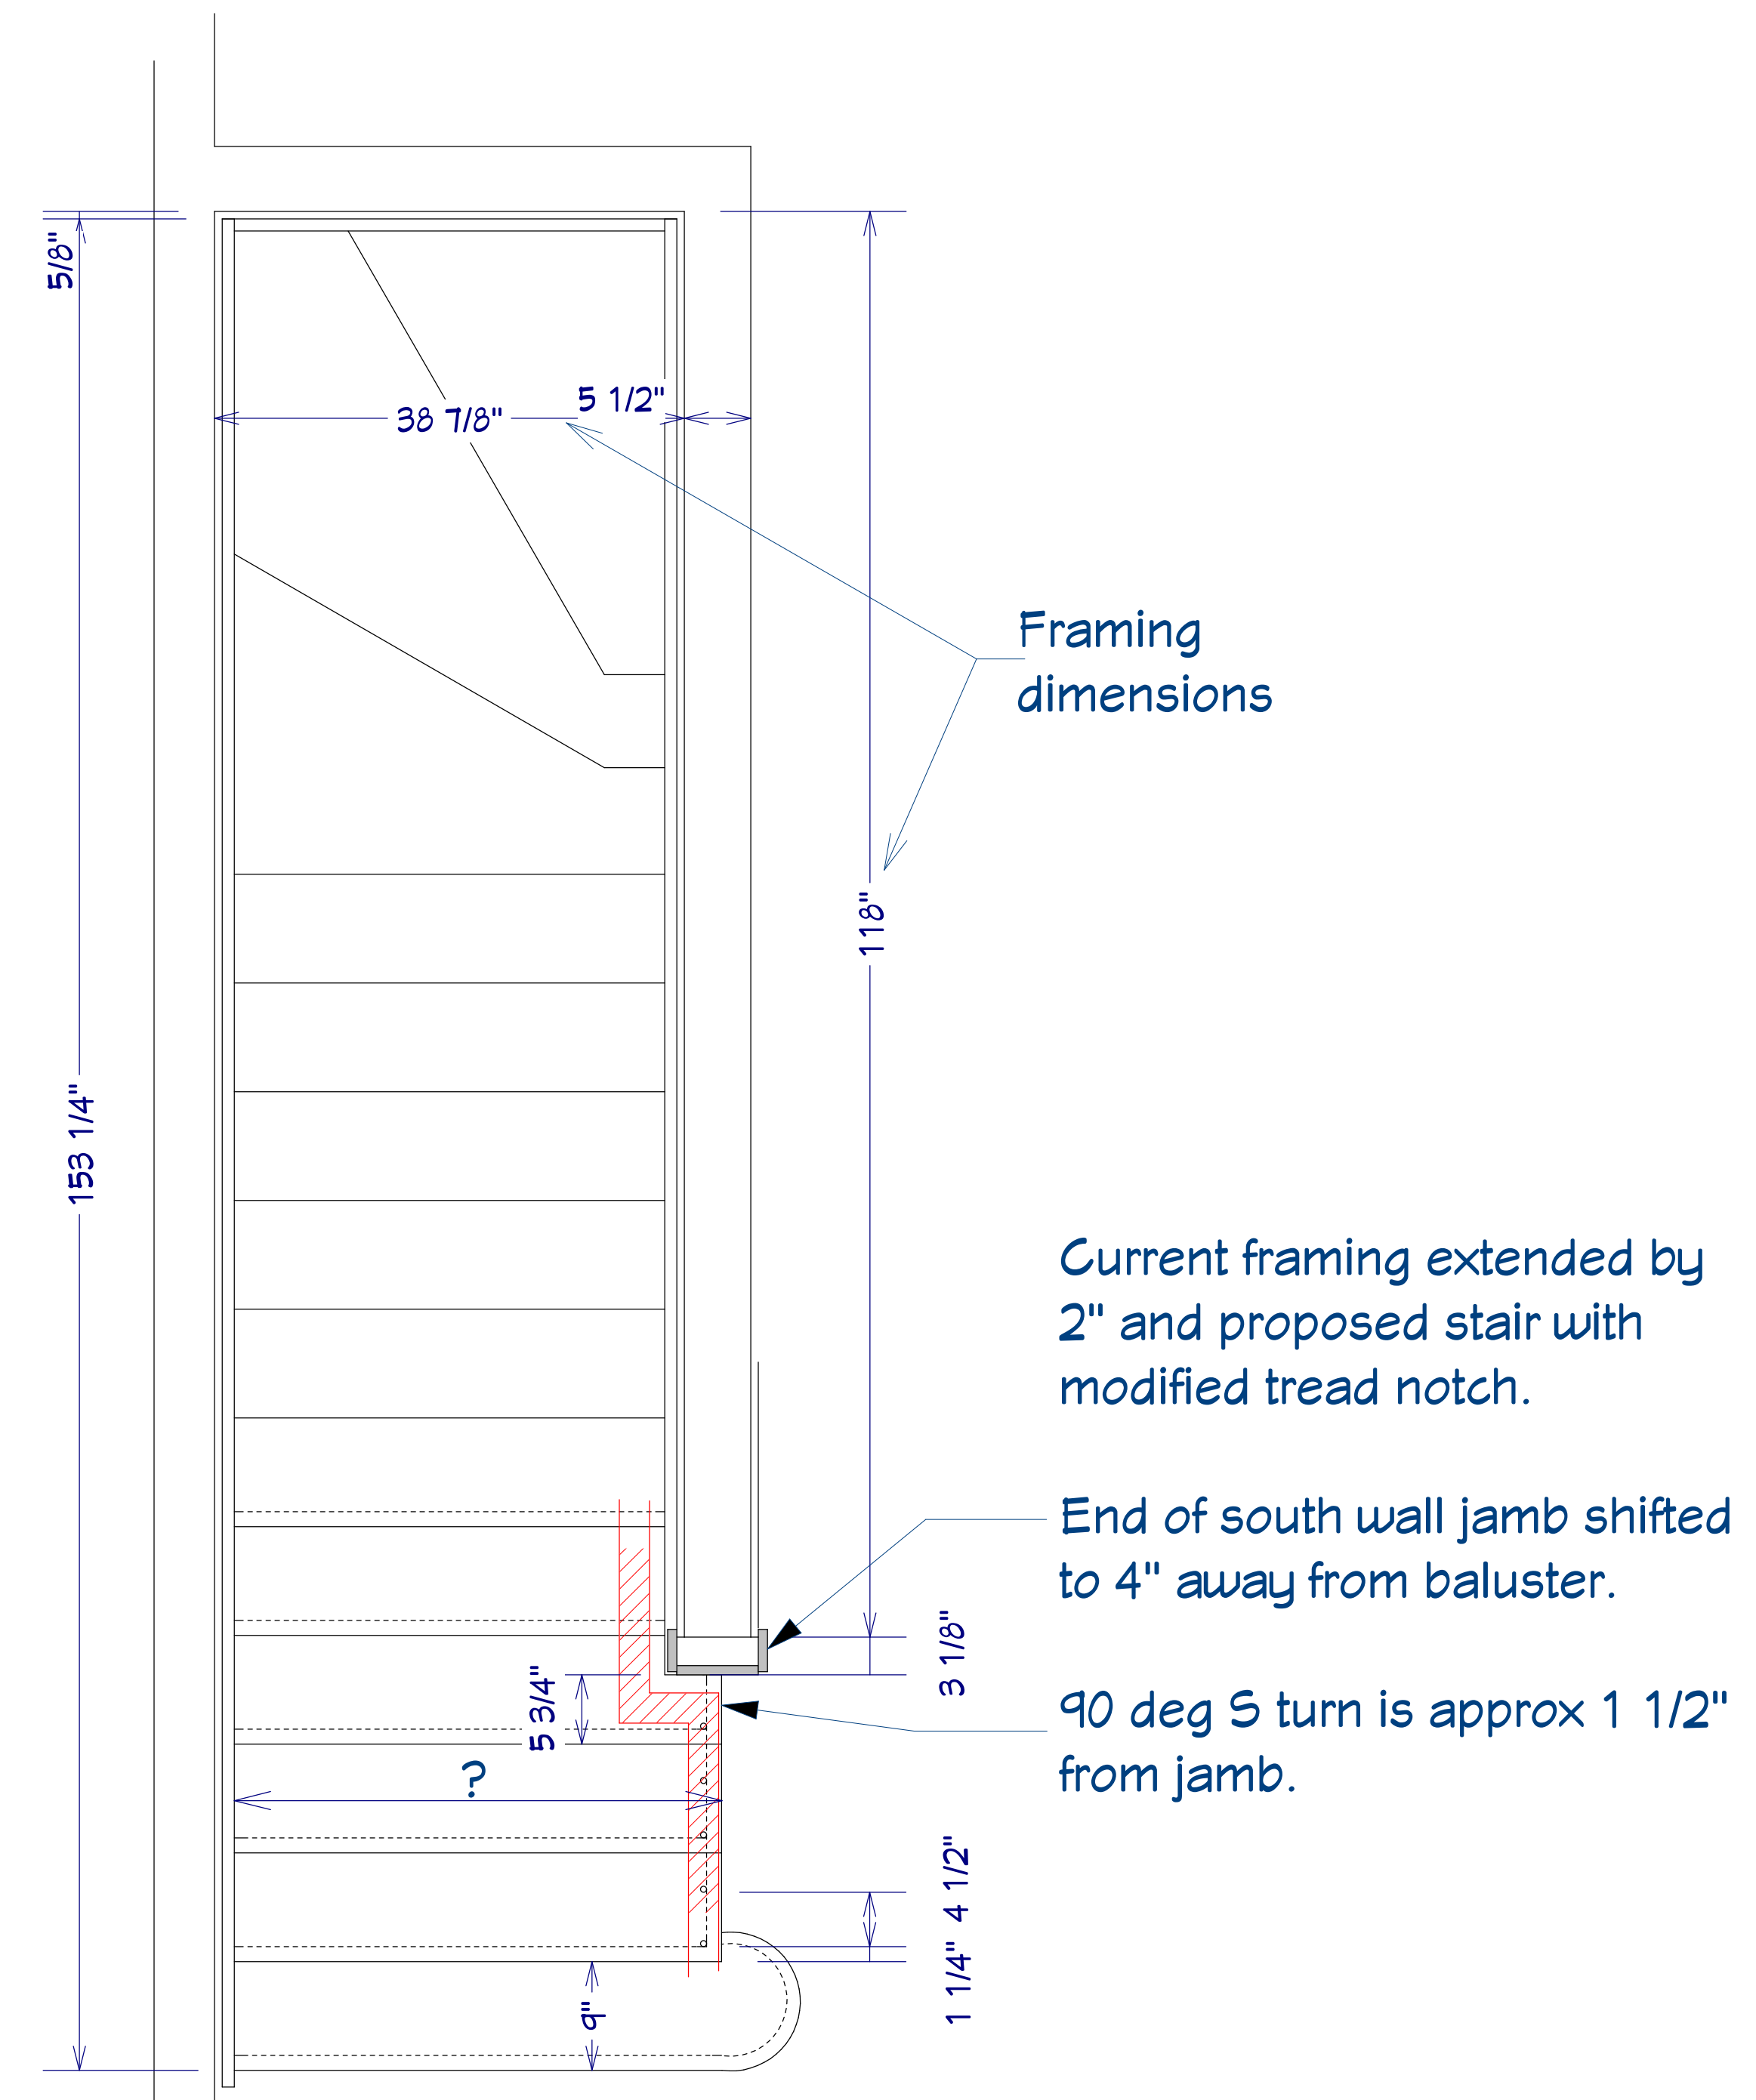 5/8"
5 1/2"
38 7/8"
Framing
dimensions
118"
153 1/4"
Current framing extended by
2" and proposed stair with
modified tread notch.
End of south wall jamb shifted
to 4" away from baluster.
3 1/8"
5 3/4"
90 deg S turn is approx 1 1/2"
from jamb.
?
4 1/2"
1 1/4"
9"